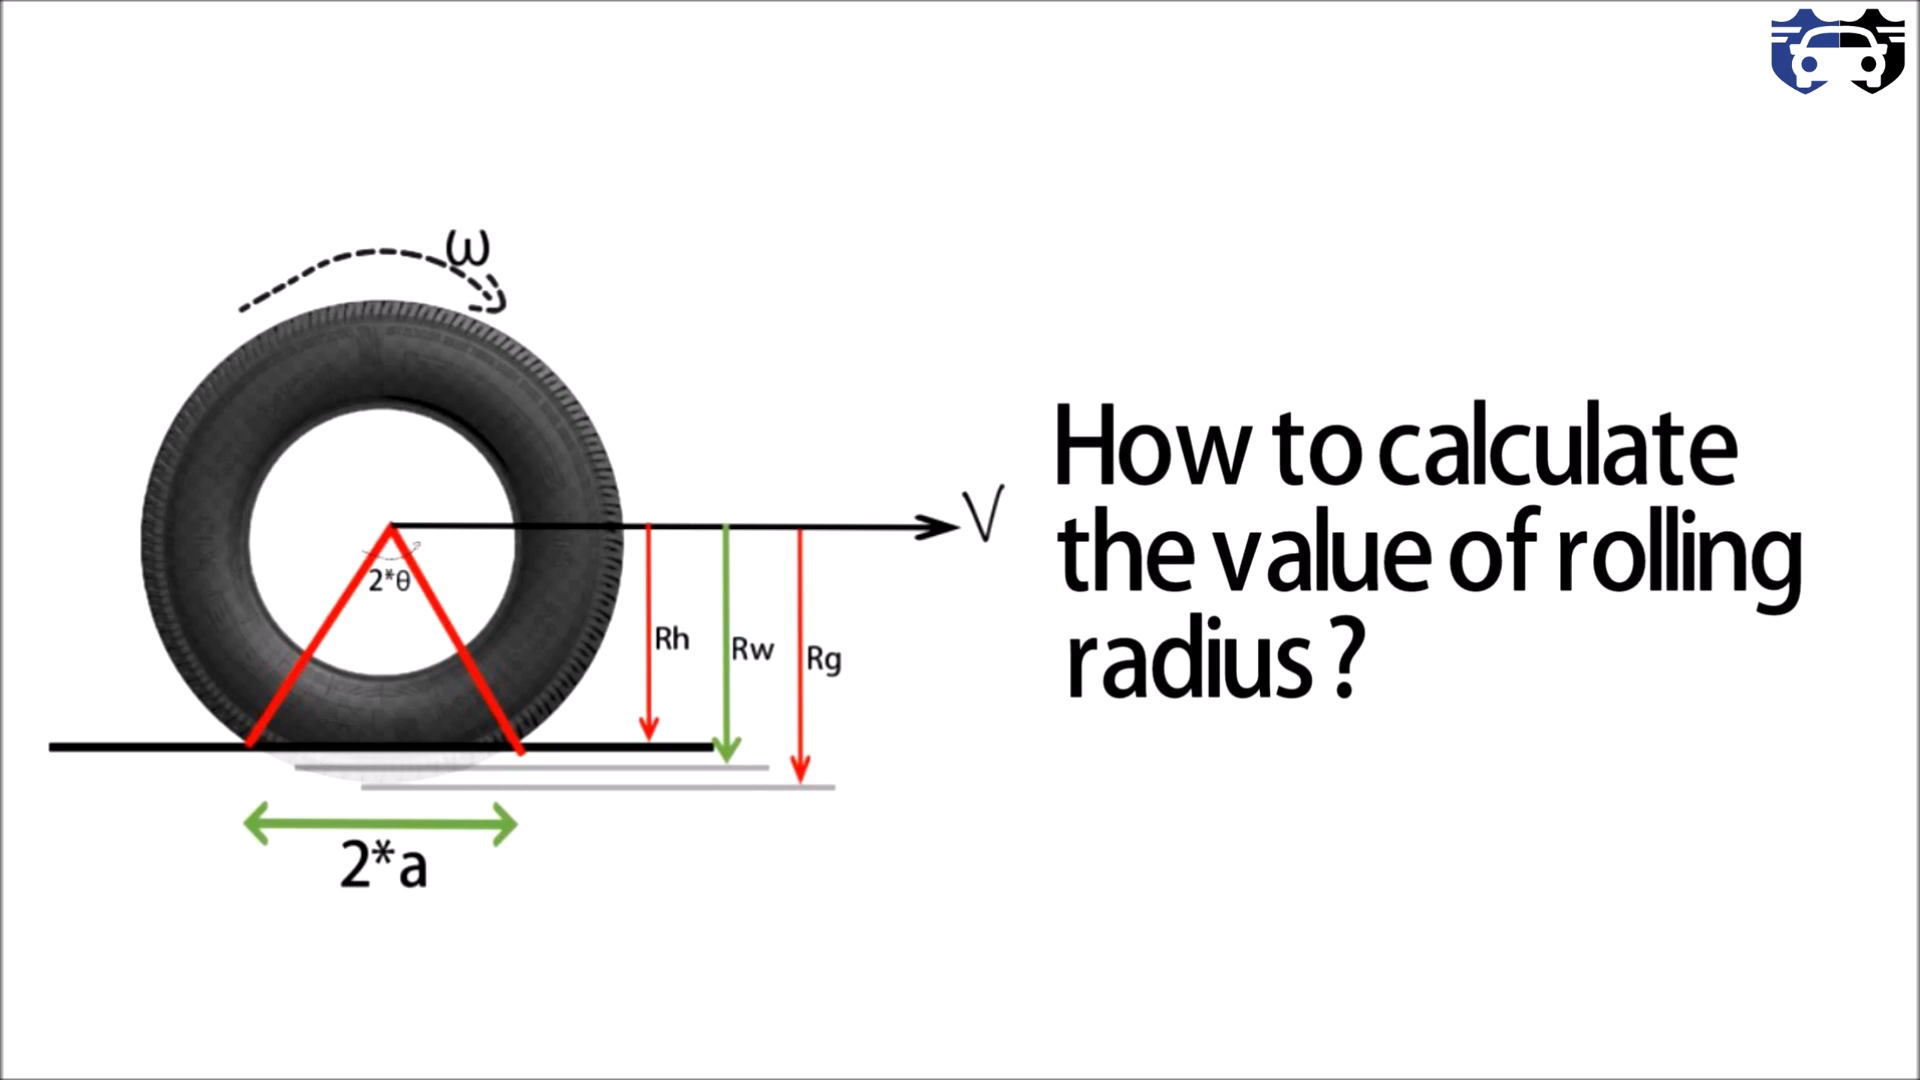 ω
V
How to calculate
the value of rolling
radius ?
2*θ
Rh
Rw
Rg
2*a